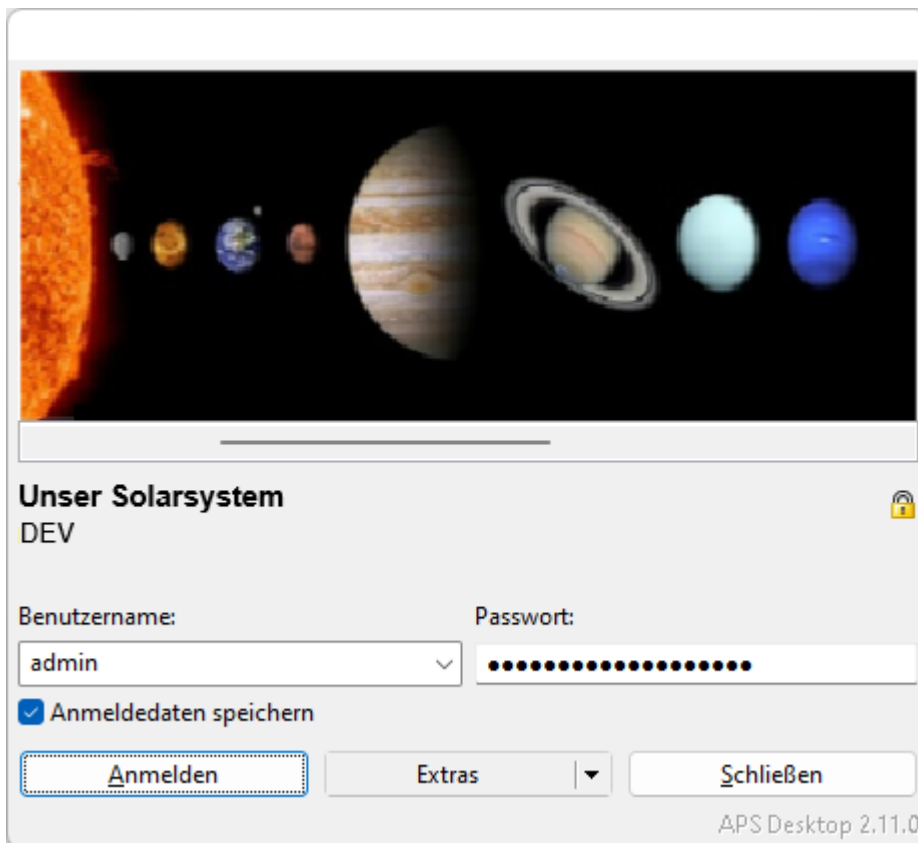 Unser Solarsystem
DEV
Benutzername:
Passwort:
admin
●●●●●●●●●●●●●●●●●●●
Anmeldedaten speichern
Anmelden
Extras
Schließen
APS Desktop 2.11.0